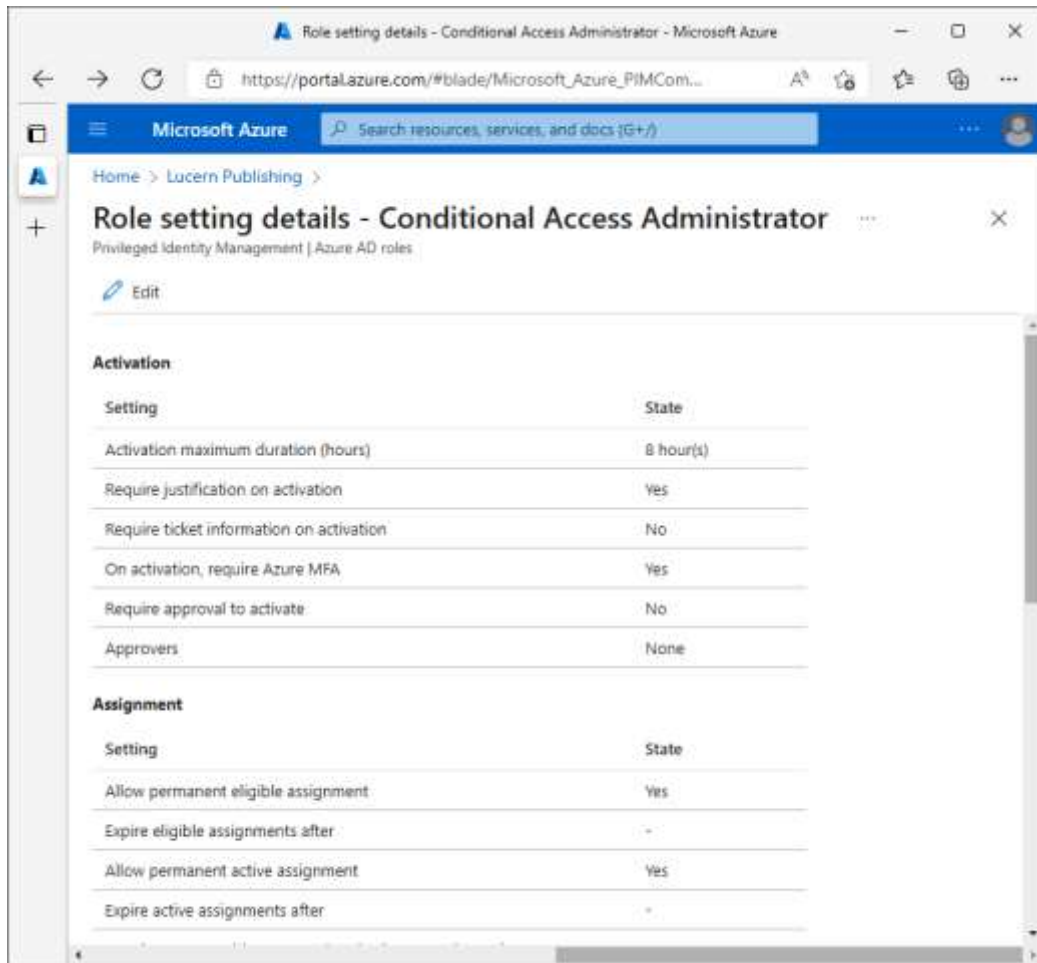 Role setting details - Conditional Access Administrator - Microsoft Azure
https://portal.azure.com/#blade/Microsoft_Azure_PIMCom...
Microsoft Azure
Search resources, services, and docs (G+/)
Home > Lucern Publishing >
Role setting details - Conditional Access Administrator ...
Privileged Identity Management | Azure AD roles
Edit
Activation
Setting State
Activation maximum duration (hours) 8 hour(s)
Require justification on activation Yes
Require ticket information on activation No
On activation, require Azure MFA Yes
Require approval to activate No
Approvers None
Assignment
Setting State
Allow permanent eligible assignment Yes
Expire eligible assignments after -
Allow permanent active assignment Yes
Expire active assignments after -